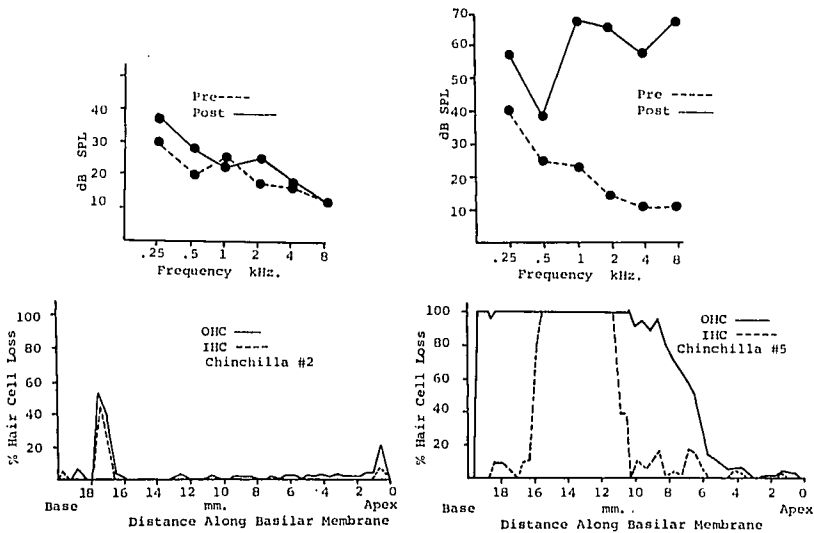 40
30
20
10
dB SPL
Pre
Post
.25 .5 1 2 4 8
Frequency kHz.
70
60
50
40
30
20
10
dB SPL
Pre
Post
.25 .5 1 2 4 8
Frequency kHz.
100
80
60
40
20
% Hair Cell Loss
OHC
IHC
Chinchilla #2
18 16 14 12 10 8 6 4 2 0
Base mm. Apex
Distance Along Basilar Membrane
100
80
60
40
20
% Hair Cell Loss
OHC
IHC
Chinchilla #5
18 16 14 12 10 8 6 4 2 0
Base mm. Apex
Distance Along Basilar Membrane